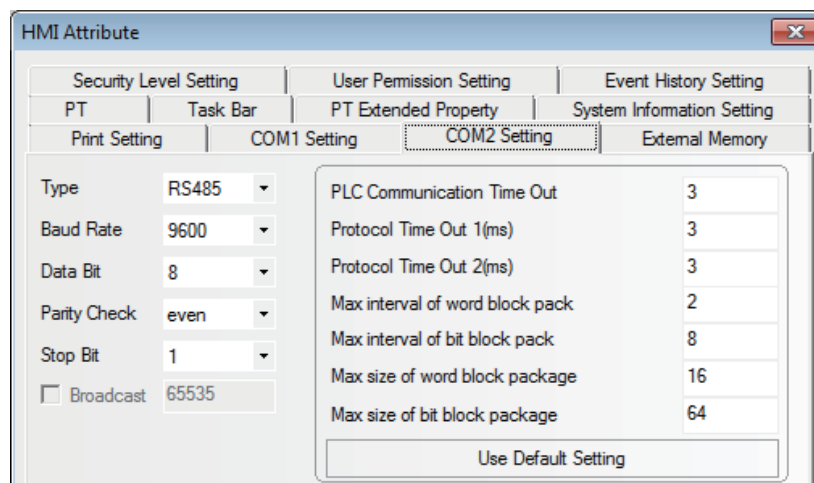 HMI Attribute
Security Level Setting User Permission Setting Event History Setting
PT Task Bar PT Extended Property System Information Setting
Print Setting COM1 Setting COM2 Setting External Memory
Type RS485
Baud Rate 9600
Data Bit 8
Parity Check even
Stop Bit 1
Broadcast 65535
PLC Communication Time Out 3
Protocol Time Out 1(ms) 3
Protocol Time Out 2(ms) 3
Max interval of word block pack 2
Max interval of bit block pack 8
Max size of word block package 16
Max size of bit block package 64
Use Default Setting